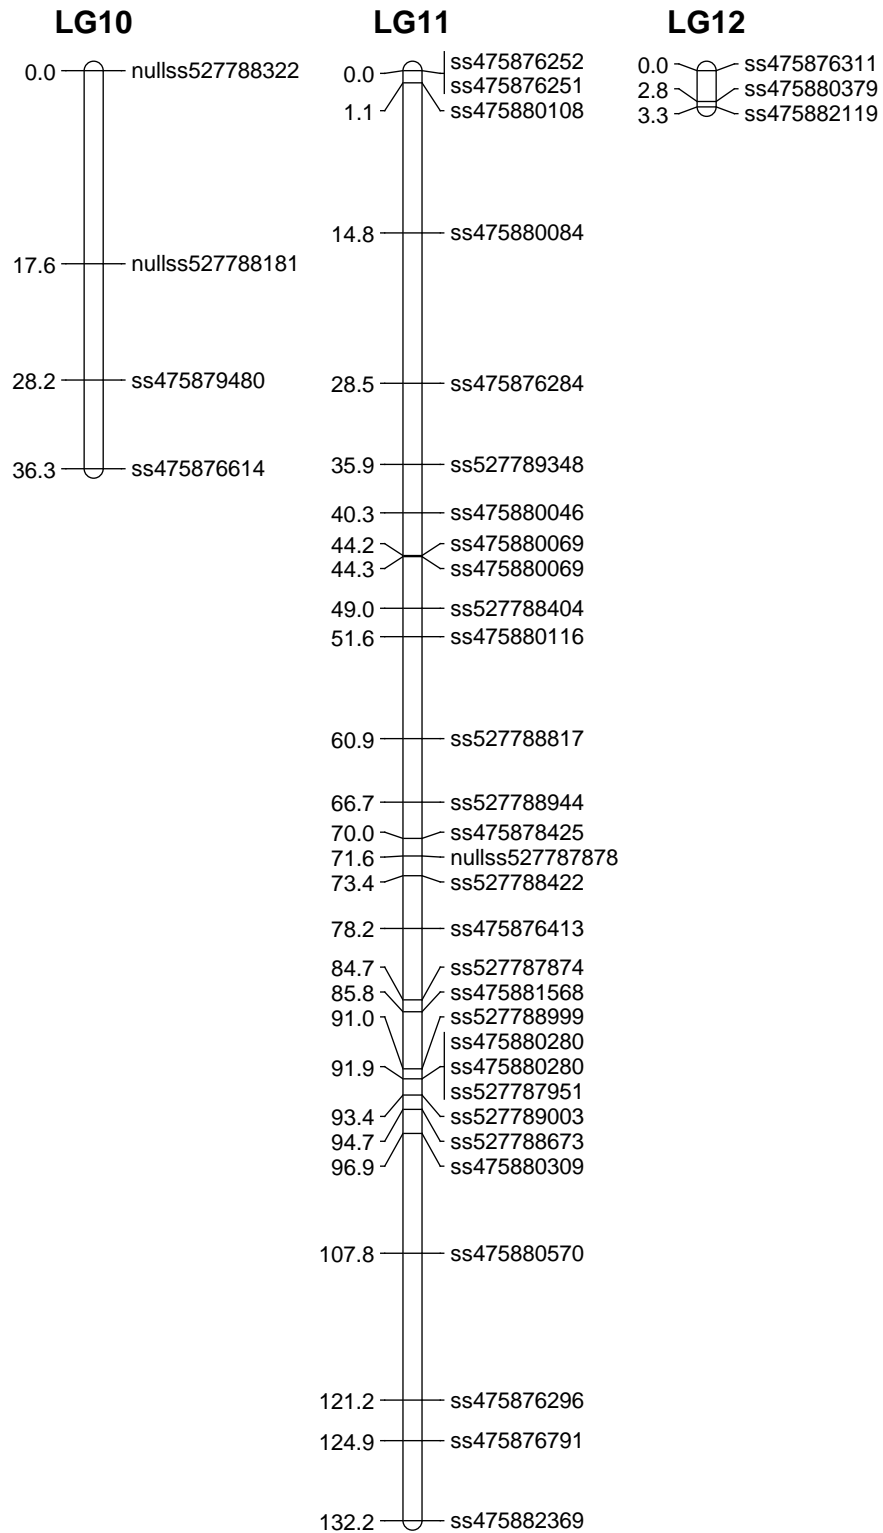 LG10
0.0 nullss527788322
17.6 nullss527788181
28.2 ss475879480
36.3 ss475876614
LG11
ss475876252
0.0 ss475876251
1.1 ss475880108
14.8 ss475880084
28.5 ss475876284
35.9 ss527789348
40.3 ss475880046
44.2 ss475880069
44.3 ss475880069
49.0 ss527788404
51.6 ss475880116
60.9 ss527788817
66.7 ss527788944
70.0 ss475878425
71.6 nullss527787878
73.4 ss527788422
78.2 ss475876413
84.7 ss527787874
85.8 ss475881568
91.0 ss527788999
ss475880280
91.9 ss475880280
ss527787951
93.4 ss527789003
94.7 ss527788673
96.9 ss475880309
107.8 ss475880570
121.2 ss475876296
124.9 ss475876791
132.2 ss475882369
LG12
0.0 ss475876311
2.8 ss475880379
3.3 ss475882119